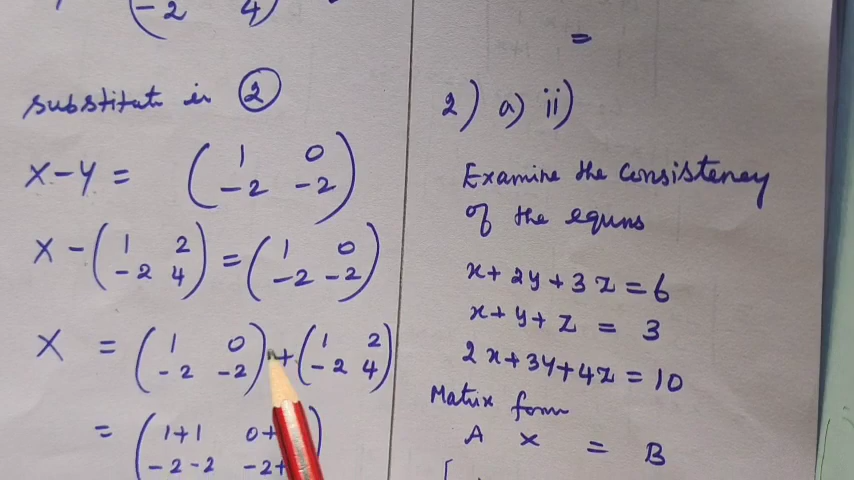 -2 4)
substitute in ②
X-Y = ( 1 0
-2 -2 )
X - ( 1 2
-2 4 ) = ( 1 0
-2 -2 )
X = ( 1 0
-2 -2 ) + ( 1 2
-2 4 )
= ( 1+1 0+
-2-2 -2+ )
=
2) a) ii)
Examine the consistency
of the equns
x+2y+3z=6
x+y+z = 3
2x+3y+4z=10
Matrix form
A x = B